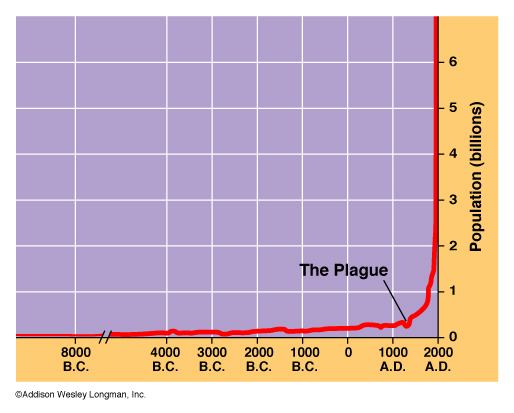 6
5
4
3
2
1
0
Population (billions)
The Plague
8000 4000 3000 2000 1000 0 1000 2000
B.C. B.C. B.C. B.C. B.C. A.D. A.D.
©Addison Wesley Longman, Inc.